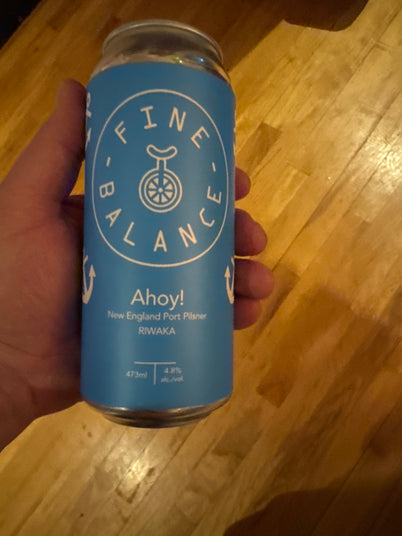 FINE
BALANCE
Ahoy!
New England Port Pilsner
RIWAKA
473ml
4.8%
alc./vol.